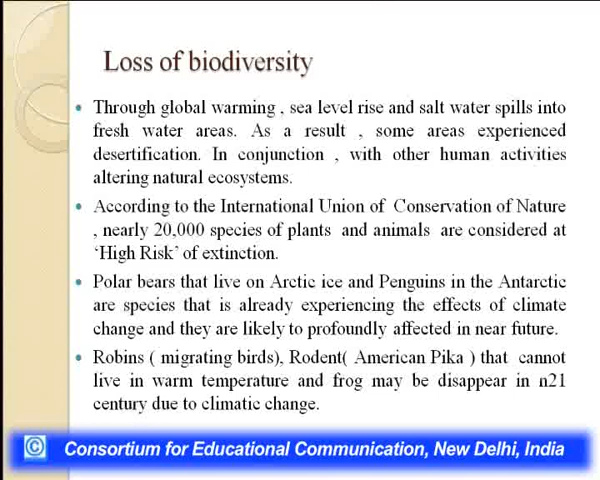 Loss of biodiversity
• Through global warming , sea level rise and salt water spills into
fresh water areas. As a result , some areas experienced
desertification. In conjunction , with other human activities
altering natural ecosystems.
• According to the International Union of Conservation of Nature
, nearly 20,000 species of plants and animals are considered at
‘High Risk’ of extinction.
• Polar bears that live on Arctic ice and Penguins in the Antarctic
are species that is already experiencing the effects of climate
change and they are likely to profoundly affected in near future.
• Robins ( migrating birds), Rodent( American Pika ) that cannot
live in warm temperature and frog may be disappear in n21
century due to climatic change.
© Consortium for Educational Communication, New Delhi, India